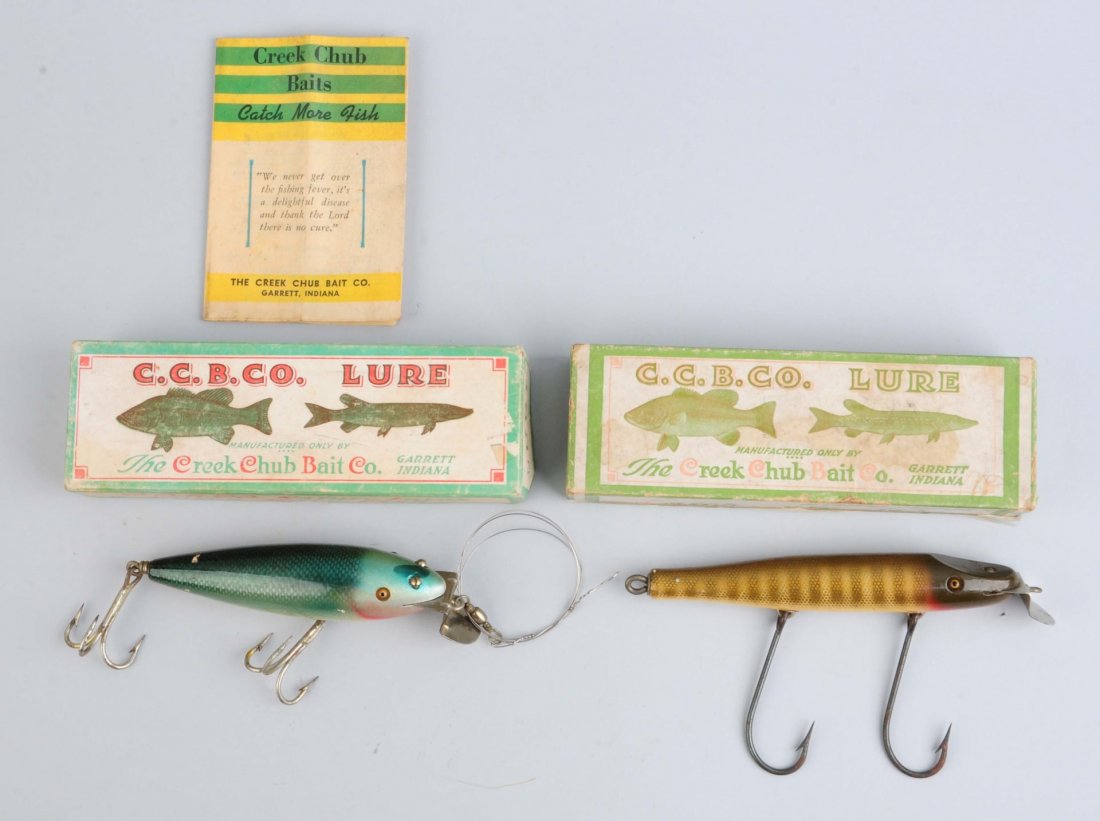 Creek Chub
Baits
Catch More Fish
"We never get over
the fishing fever, it's
a delightful disease
and thank the Lord
there is no cure."
THE CREEK CHUB BAIT CO.
GARRETT, INDIANA
C.C.B.CO. LURE
MANUFACTURED ONLY BY
The Creek Chub Bait Co. GARRETT
INDIANA
C.C.B.CO. LURE
MANUFACTURED ONLY BY
The Creek Chub Bait Co. GARRETT
INDIANA